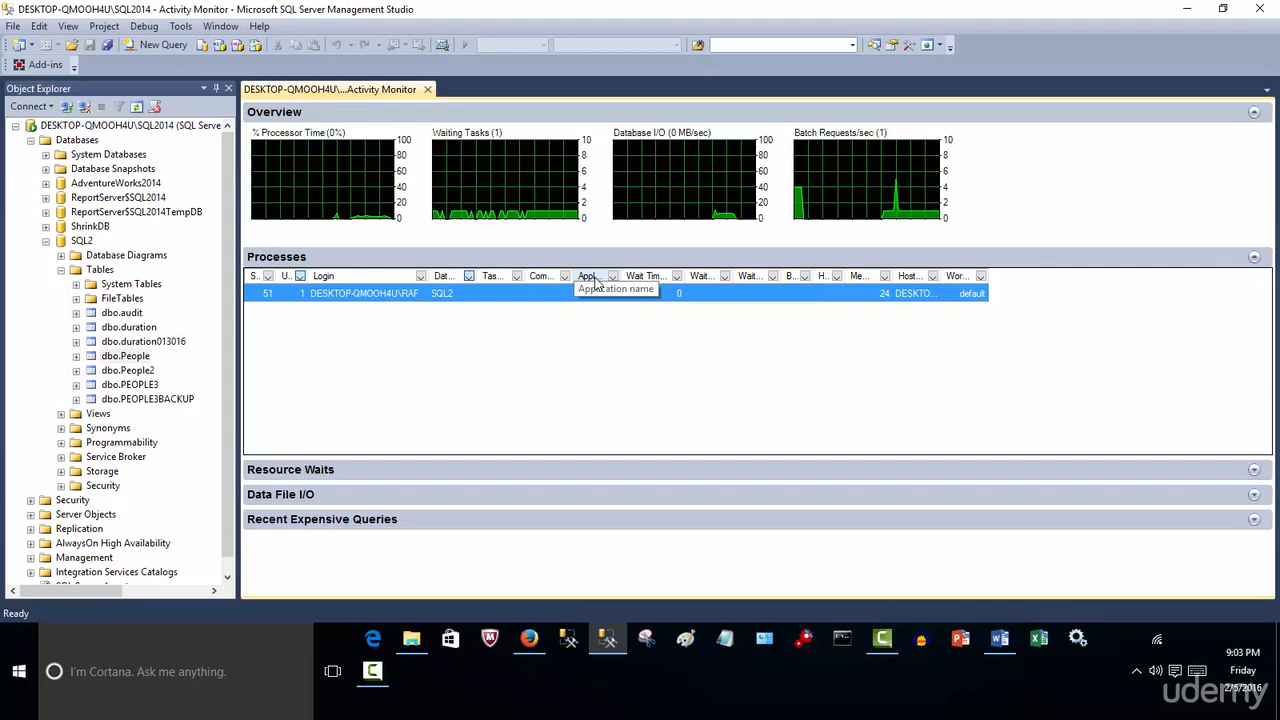 DESKTOP-QMOOH4U\SQL2014 - Activity Monitor - Microsoft SQL Server Management Studio
File Edit View Project Debug Tools Window Help
New Query
Add-ins
Object Explorer
Connect
DESKTOP-QMOOH4U\SQL2014 (SQL Serve
Databases
System Databases
Database Snapshots
AdventureWorks2014
ReportServer$SQL2014
ReportServer$SQL2014TempDB
ShrinkDB
SQL2
Database Diagrams
Tables
System Tables
FileTables
dbo.audit
dbo.duration
dbo.duration013016
dbo.People
dbo.People2
dbo.PEOPLE3
dbo.PEOPLE3BACKUP
Views
Synonyms
Programmability
Service Broker
Storage
Security
Security
Server Objects
Replication
AlwaysOn High Availability
Management
Integration Services Catalogs
DESKTOP-QMOOH4U\...Activity Monitor
Overview
% Processor Time (0%) Waiting Tasks (1) Database I/O (0 MB/sec) Batch Requests/sec (1)
100 10 100 10
80 8 80 8
60 6 60 6
40 4 40 4
20 2 20 2
0 0 0 0
Processes
S.. U.. Login Dat... Tas... Com... Appl... Wait Tim... Wait... Wait... B... H.. Me... Host... Wor...
Application name
51 1 DESKTOP-QMOOH4U\RAF SQL2 0 24 DESKTO... default
Resource Waits
Data File I/O
Recent Expensive Queries
Ready
I'm Cortana. Ask me anything.
9:03 PM
Friday
2/5/2016
udemy